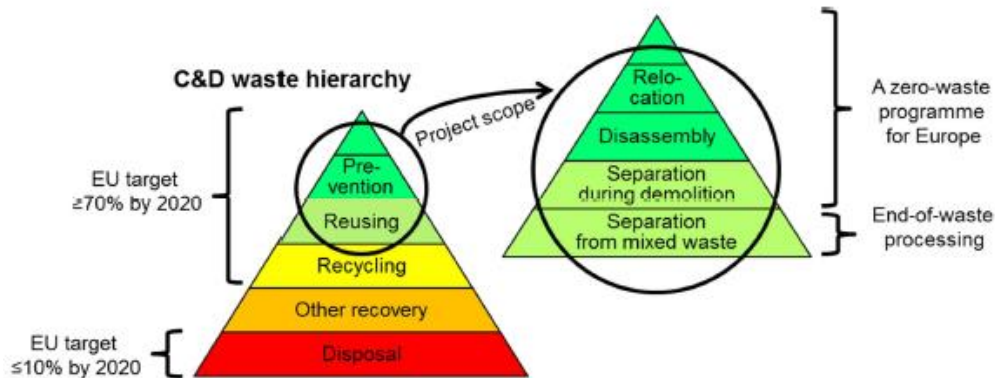 C&D waste hierarchy
EU target
≥70% by 2020
Pre-
vention
Reusing
Recycling
Other recovery
Disposal
EU target
≤10% by 2020
Project scope
Relo-
cation
Disassembly
Separation
during demolition
Separation
from mixed waste
A zero-waste
programme
for Europe
End-of-waste
processing